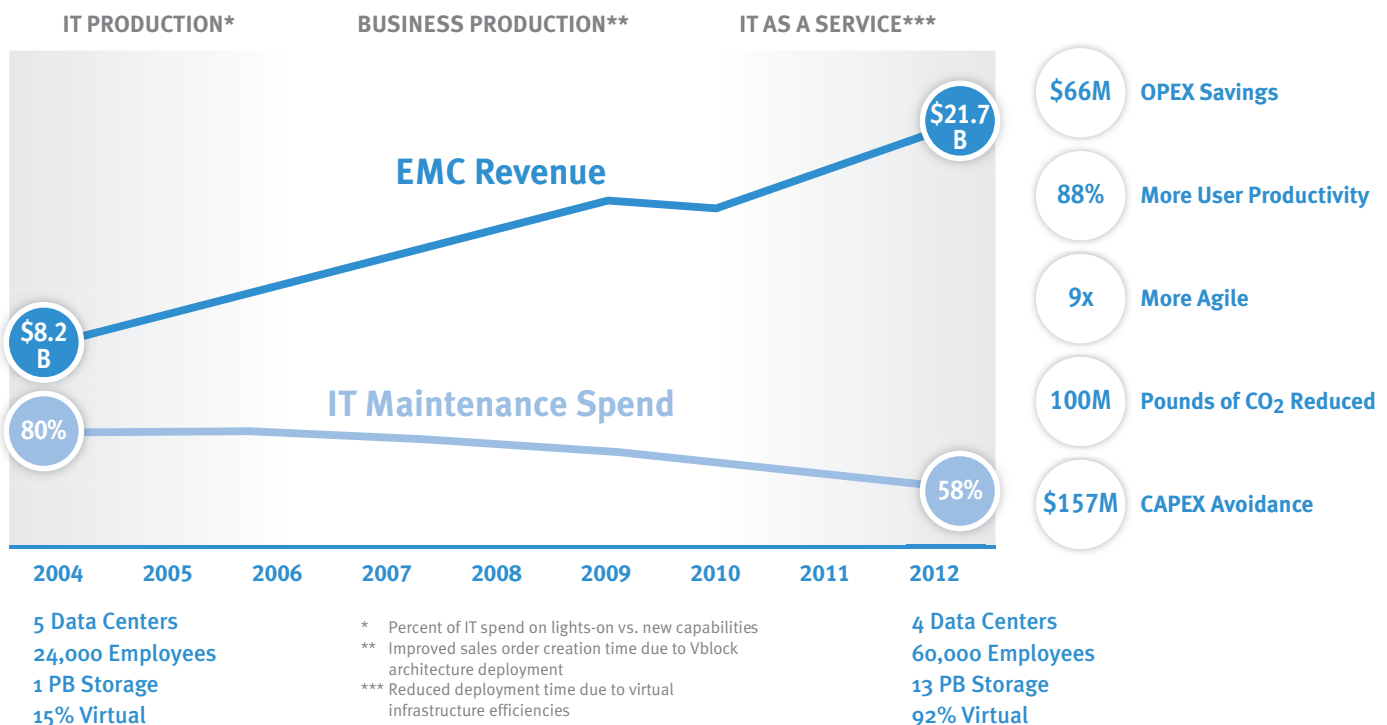 IT PRODUCTION*
BUSINESS PRODUCTION**
IT AS A SERVICE***
$21.7
B
EMC Revenue
$8.2
B
IT Maintenance Spend
80%
58%
$66M OPEX Savings
88% More User Productivity
9x More Agile
100M Pounds of CO2 Reduced
$157M CAPEX Avoidance
2004 2005 2006 2007 2008 2009 2010 2011 2012
5 Data Centers
24,000 Employees
1 PB Storage
15% Virtual
* Percent of IT spend on lights-on vs. new capabilities
** Improved sales order creation time due to Vblock
architecture deployment
*** Reduced deployment time due to virtual
infrastructure efficiencies
4 Data Centers
60,000 Employees
13 PB Storage
92% Virtual